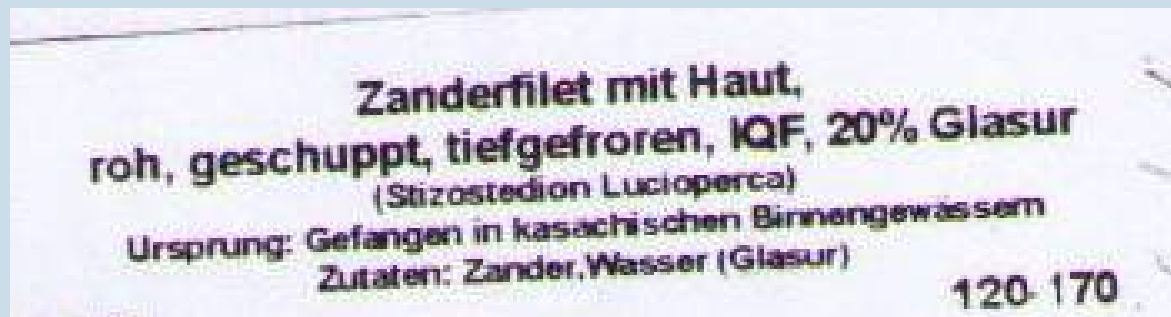 Zanderfilet mit Haut,
roh, geschuppt, tiefgefroren, IQF, 20% Glasur
(Stizostedion Lucioperca)
Ursprung: Gefangen in kasachischen Binnengewässern
Zutaten: Zander,Wasser (Glasur)
120-170